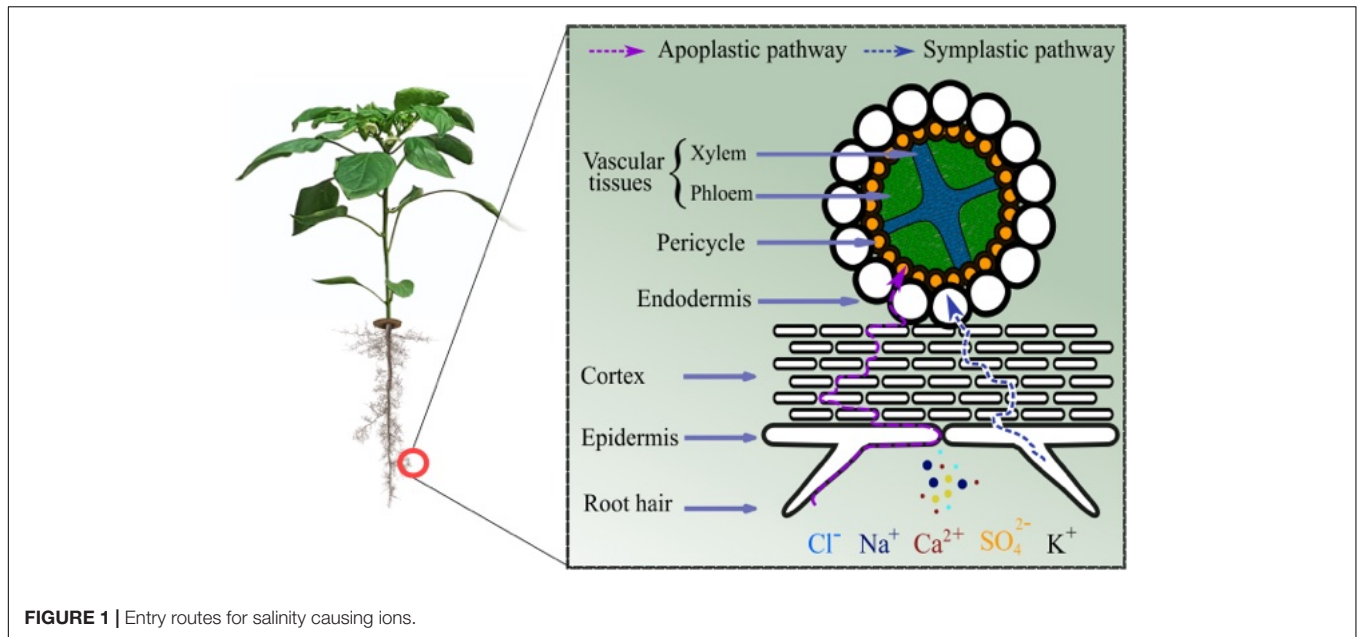 Apoplastic pathway Symplastic pathway
Vascular tissues { Xylem
Phloem
Pericycle
Endodermis
Cortex
Epidermis
Root hair
Cl⁻ Na⁺ Ca²⁺ SO₄²⁻ K⁺
FIGURE 1 | Entry routes for salinity causing ions.